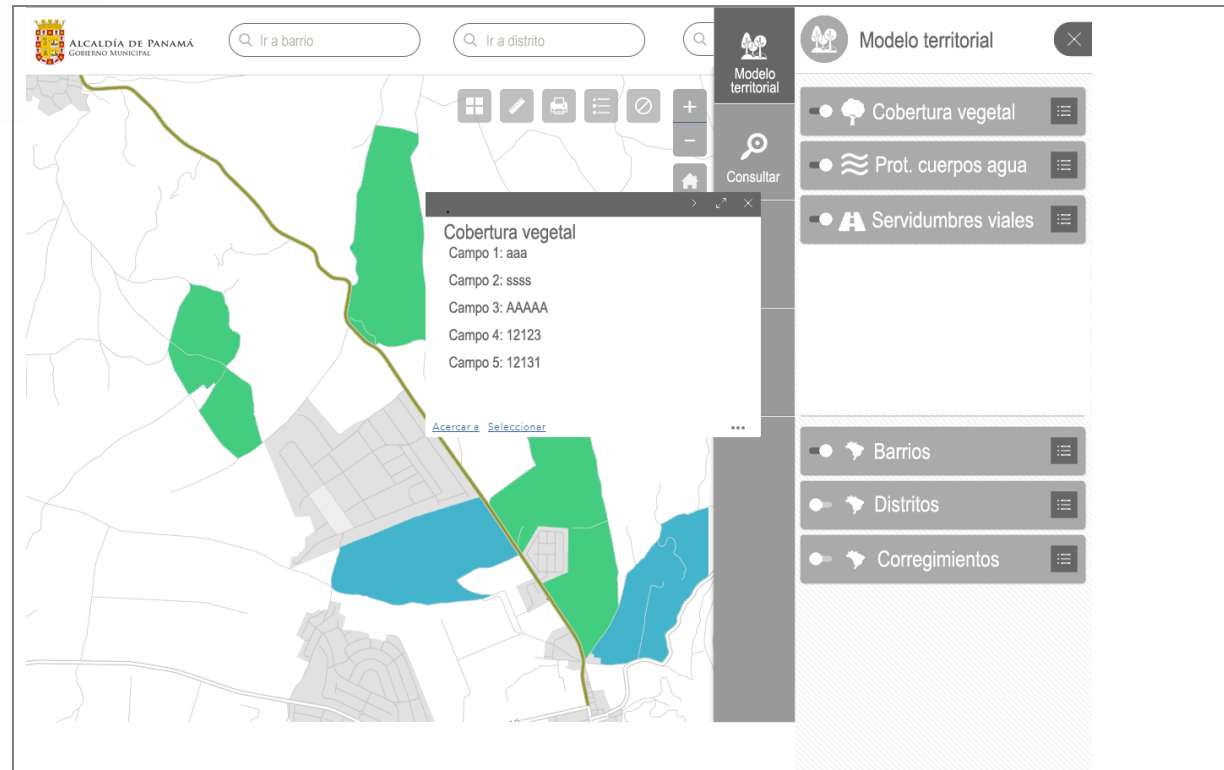 ALCALDÍA DE PANAMÁ
GOBIERNO MUNICIPAL
Ir a barrio
Ir a distrito
Modelo
territorial
Consultar
Modelo territorial
Cobertura vegetal
Prot. cuerpos agua
Servidumbres viales
Barrios
Distritos
Corregimientos
Cobertura vegetal
Campo 1: aaa
Campo 2: ssss
Campo 3: AAAAA
Campo 4: 12123
Campo 5: 12131
Acercar a Seleccionar